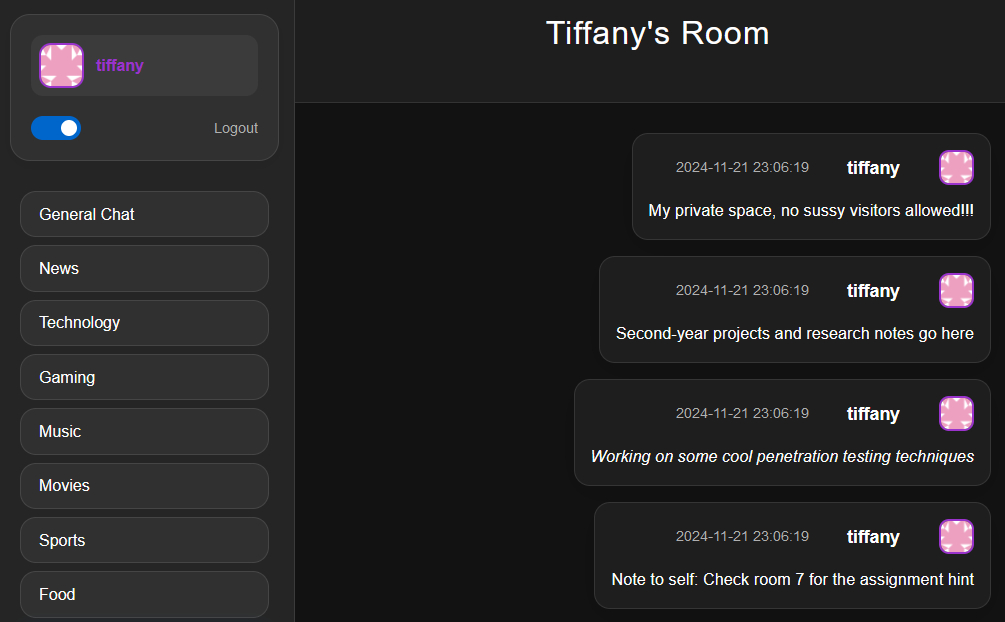 tiffany
Logout
General Chat
News
Technology
Gaming
Music
Movies
Sports
Food
Tiffany's Room
2024-11-21 23:06:19 tiffany
My private space, no sussy visitors allowed!!!
2024-11-21 23:06:19 tiffany
Second-year projects and research notes go here
2024-11-21 23:06:19 tiffany
Working on some cool penetration testing techniques
2024-11-21 23:06:19 tiffany
Note to self: Check room 7 for the assignment hint